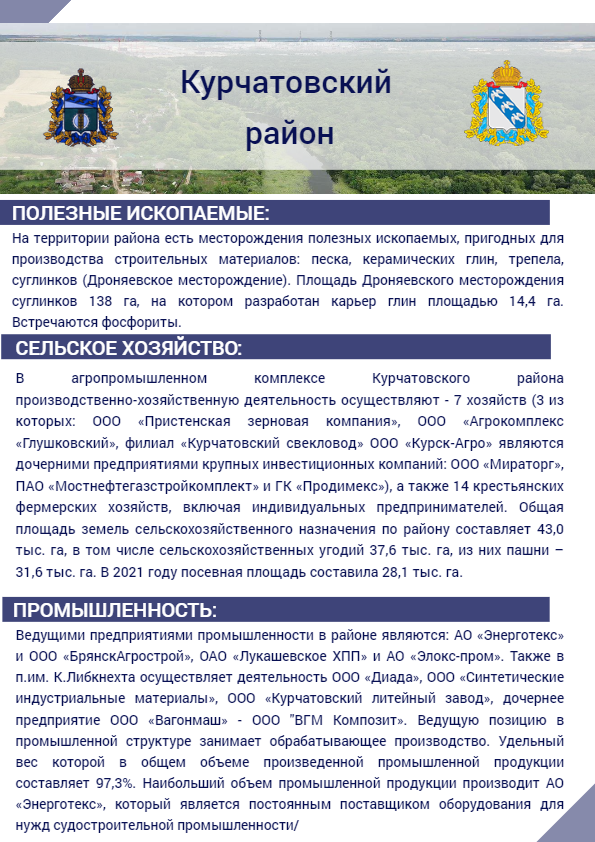 Курчатовский
район
ПОЛЕЗНЫЕ ИСКОПАЕМЫЕ:
На территории района есть месторождения полезных ископаемых, пригодных для
производства строительных материалов: песка, керамических глин, трепела,
суглинков (Дроняевское месторождение). Площадь Дроняевского месторождения
суглинков 138 га, на котором разработан карьер глин площадью 14,4 га.
Встречаются фосфориты.
СЕЛЬСКОЕ ХОЗЯЙСТВО:
В агропромышленном комплексе Курчатовского района
производственно-хозяйственную деятельность осуществляют - 7 хозяйств (3 из
которых: ООО «Пристенская зерновая компания», ООО «Агрокомплекс
«Глушковский», филиал «Курчатовский свекловод» ООО «Курск-Агро» являются
дочерними предприятиями крупных инвестиционных компаний: ООО «Мираторг»,
ПАО «Мостнефтегазстройкомплект» и ГК «Продимекс»), а также 14 крестьянских
фермерских хозяйств, включая индивидуальных предпринимателей. Общая
площадь земель сельскохозяйственного назначения по району составляет 43,0
тыс. га, в том числе сельскохозяйственных угодий 37,6 тыс. га, из них пашни –
31,6 тыс. га. В 2021 году посевная площадь составила 28,1 тыс. га.
ПРОМЫШЛЕННОСТЬ:
Ведущими предприятиями промышленности в районе являются: АО «Энерготекс»
и ООО «БрянскАгрострой», ОАО «Лукашевское ХПП» и АО «Элокс-пром». Также в
п.им. К.Либкнехта осуществляет деятельность ООО «Диада», ООО «Синтетические
индустриальные материалы», ООО «Курчатовский литейный завод», дочернее
предприятие ООО «Вагонмаш» - ООО "ВГМ Композит». Ведущую позицию в
промышленной структуре занимает обрабатывающее производство. Удельный
вес которой в общем объеме произведенной промышленной продукции
составляет 97,3%. Наибольший объем промышленной продукции производит АО
«Энерготекс», который является постоянным поставщиком оборудования для
нужд судостроительной промышленности/